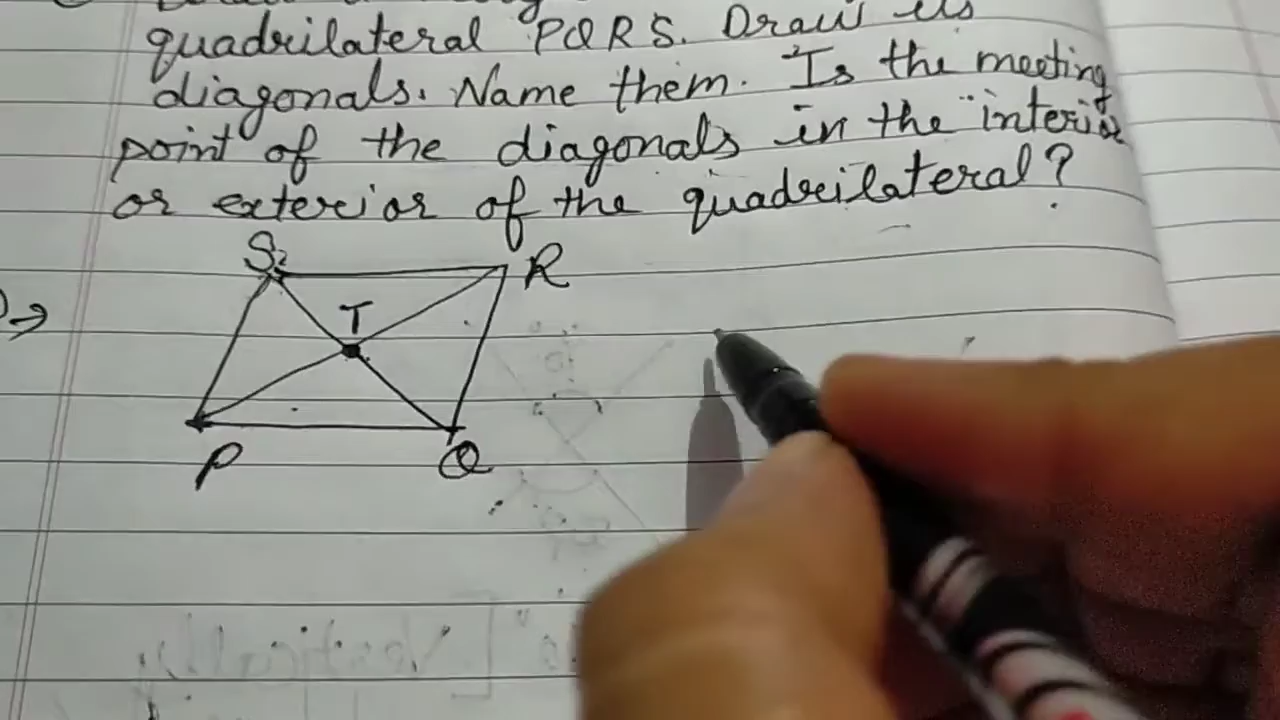 quadrilateral PQRS. Draw its
diagonals. Name them. Is the meeting
point of the diagonals in the interior
or exterior of the quadrilateral?
S R
T
P Q